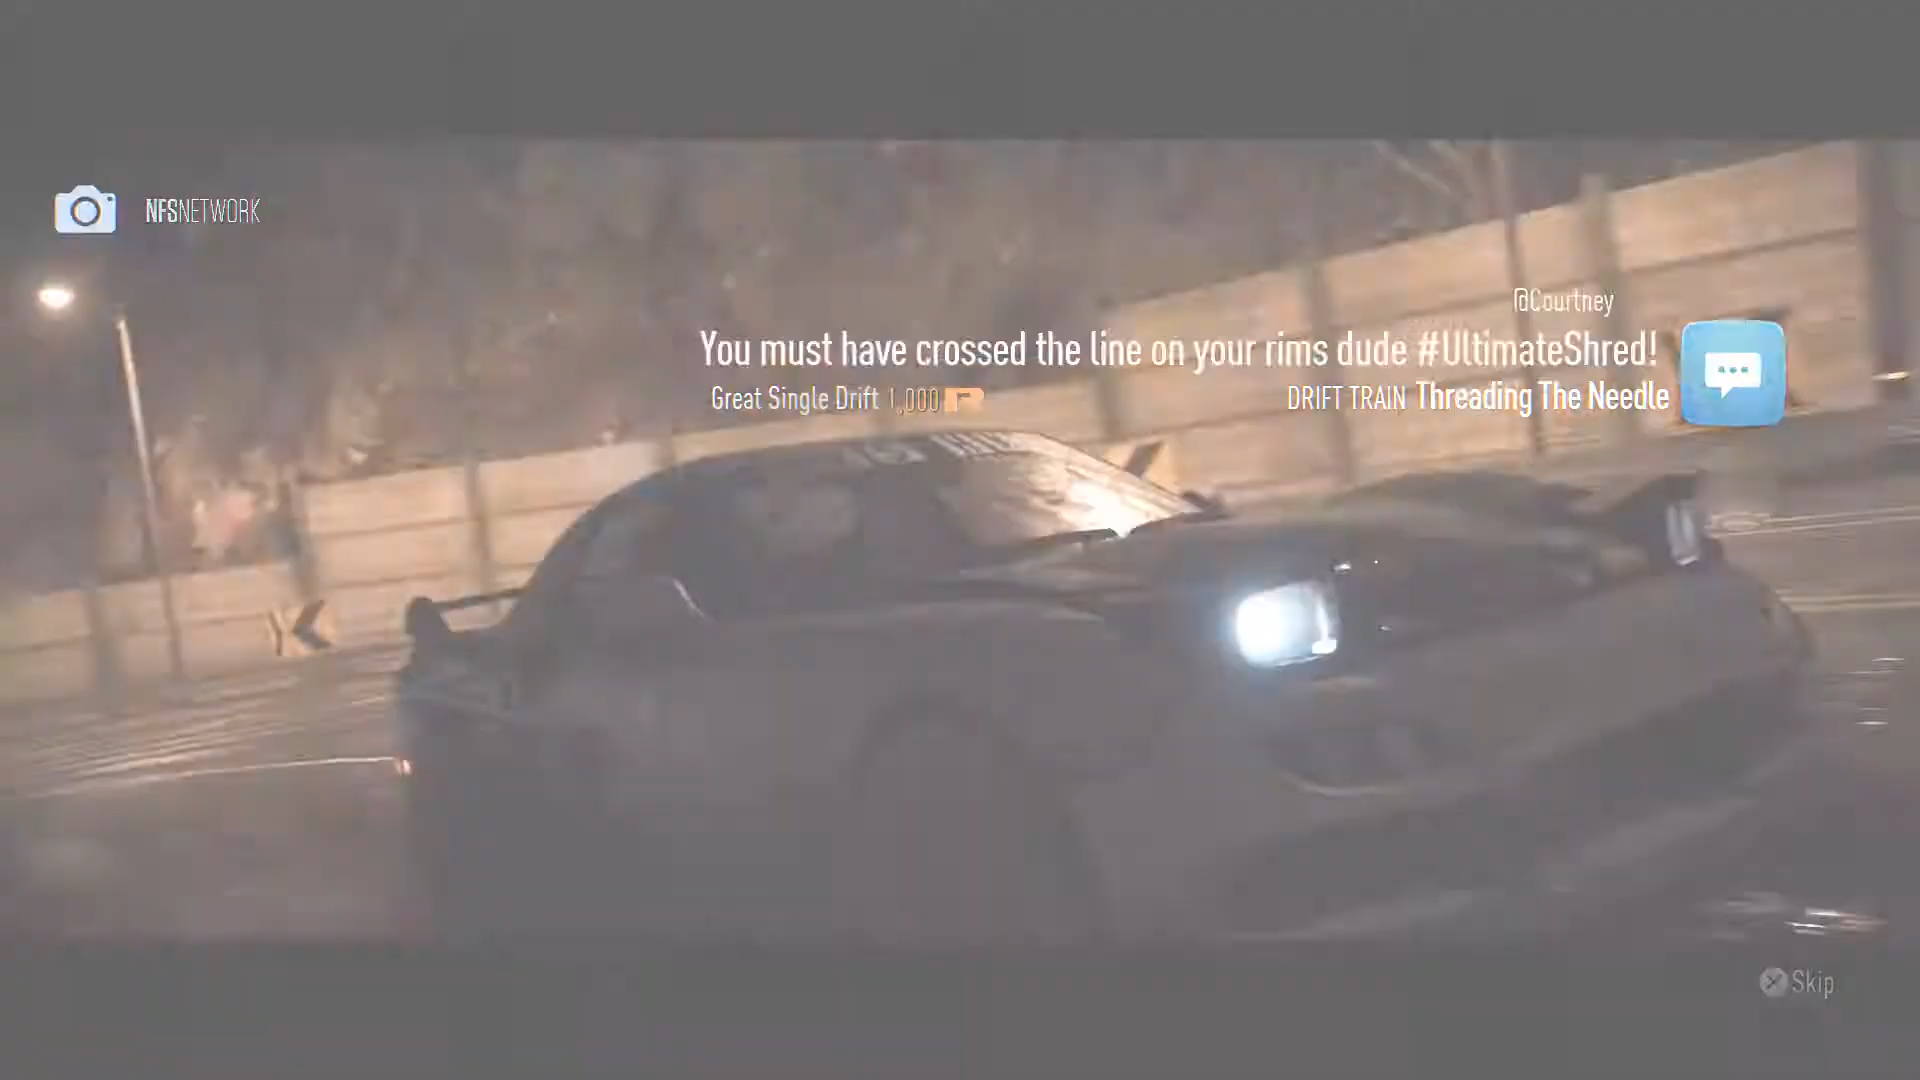 NFSNETWORK
@Courtney
You must have crossed the line on your rims dude #UltimateShred!
Great Single Drift 1,000
DRIFT TRAIN Threading The Needle
Skip